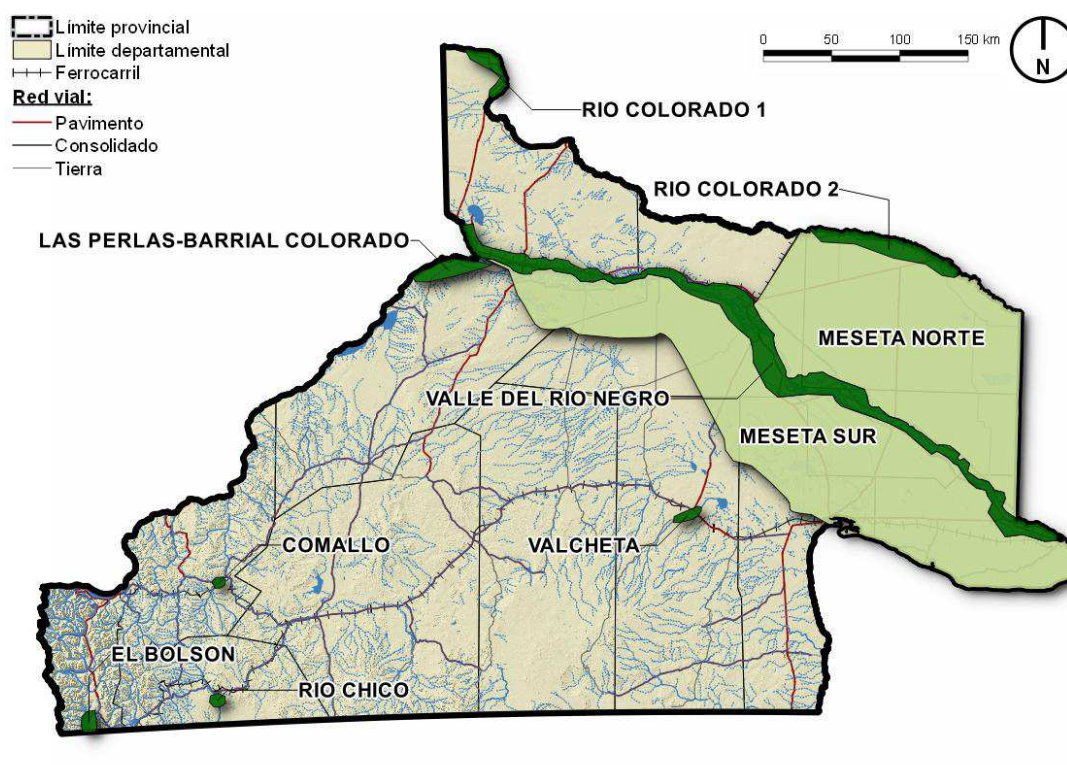 Límite provincial
Límite departamental
Ferrocarril
Red vial:
Pavimento
Consolidado
Tierra
0 50 100 150 km
N
RIO COLORADO 1
RIO COLORADO 2
LAS PERLAS-BARRIAL COLORADO
MESETA NORTE
VALLE DEL RIO NEGRO
MESETA SUR
COMALLO
VALCHETA
EL BOLSON
RIO CHICO